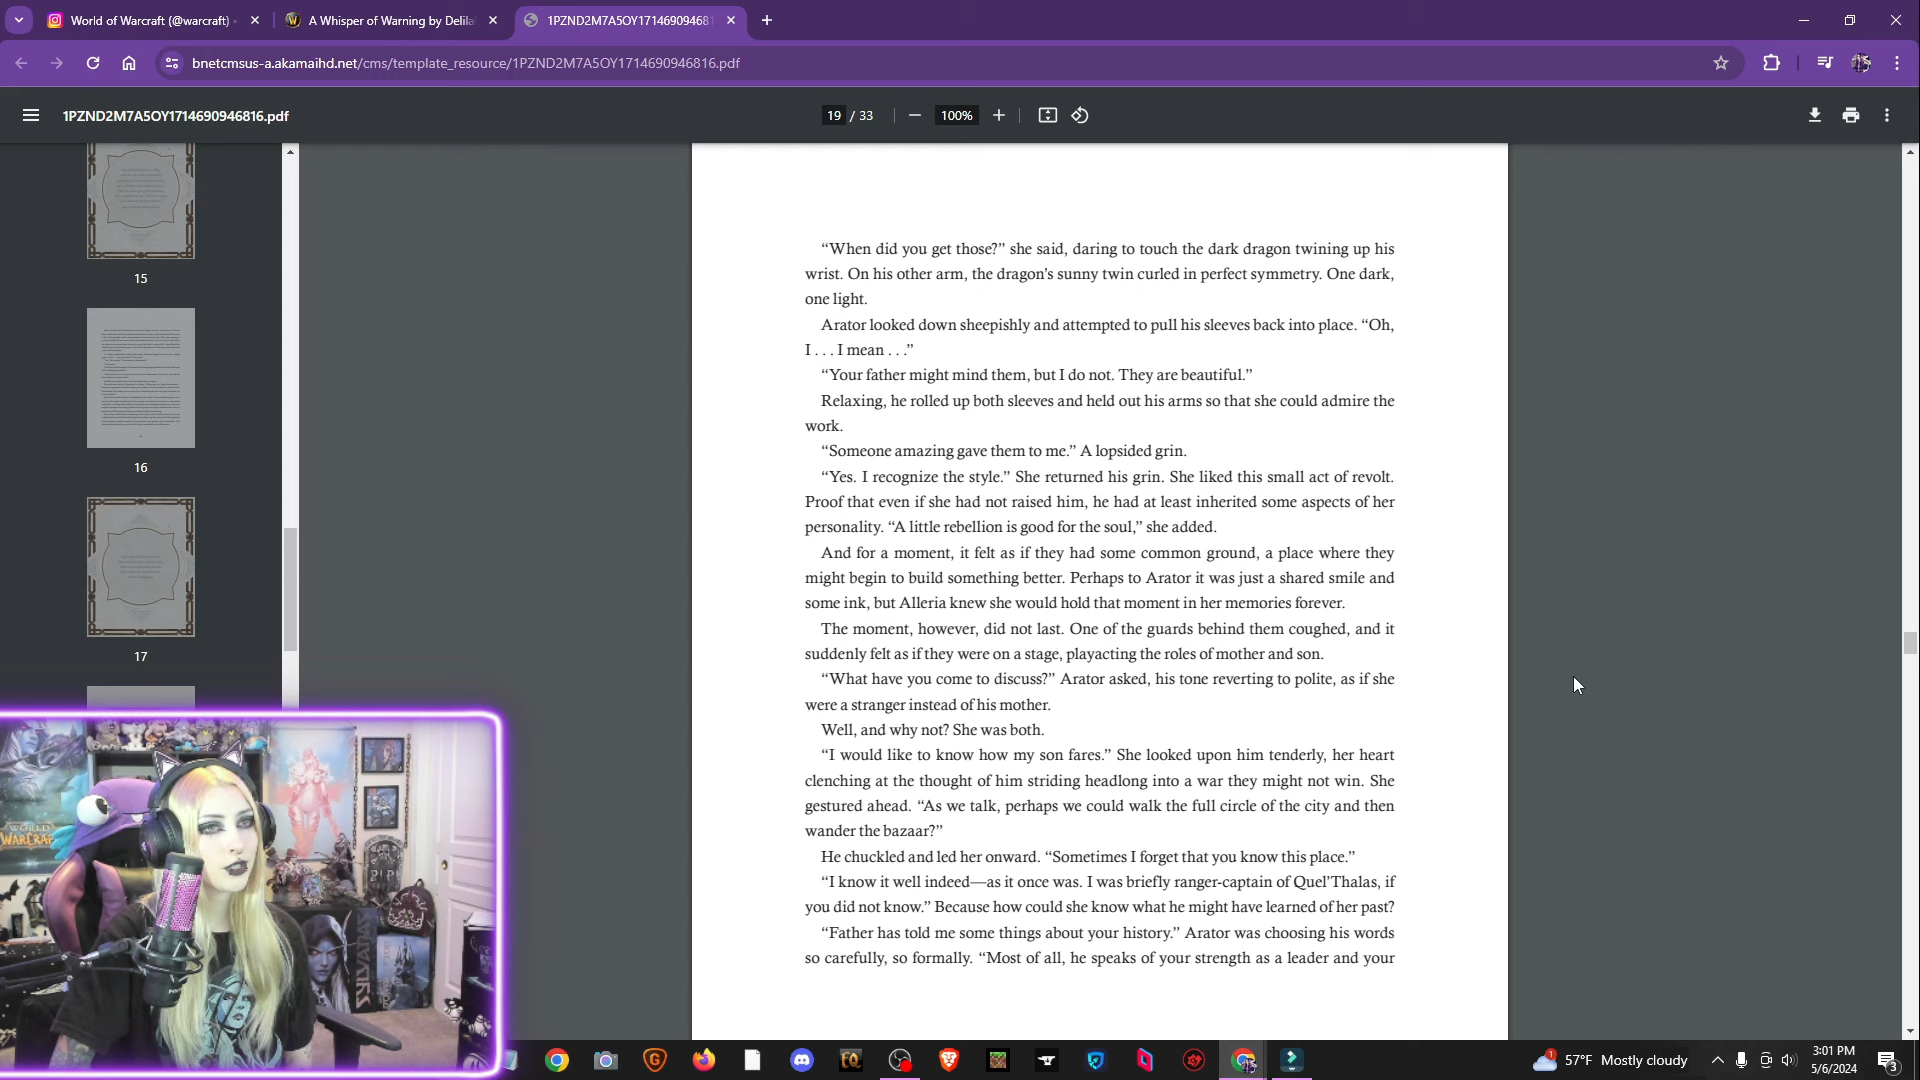 World of Warcraft (@warcraft)
A Whisper of Warning by Delila
1PZND2M7A5OY171469094681
bnetcmsus-a.akamaihd.net/cms/template_resource/1PZND2M7A5OY1714690946816.pdf
1PZND2M7A5OY1714690946816.pdf
19 / 33
100%
15
16
17
“When did you get those?” she said, daring to touch the dark dragon twining up his
wrist. On his other arm, the dragon’s sunny twin curled in perfect symmetry. One dark,
one light.
Arator looked down sheepishly and attempted to pull his sleeves back into place. “Oh,
I . . . I mean . . .”
“Your father might mind them, but I do not. They are beautiful.”
Relaxing, he rolled up both sleeves and held out his arms so that she could admire the
work.
“Someone amazing gave them to me.” A lopsided grin.
“Yes. I recognize the style.” She returned his grin. She liked this small act of revolt.
Proof that even if she had not raised him, he had at least inherited some aspects of her
personality. “A little rebellion is good for the soul,” she added.
And for a moment, it felt as if they had some common ground, a place where they
might begin to build something better. Perhaps to Arator it was just a shared smile and
some ink, but Alleria knew she would hold that moment in her memories forever.
The moment, however, did not last. One of the guards behind them coughed, and it
suddenly felt as if they were on a stage, playacting the roles of mother and son.
“What have you come to discuss?” Arator asked, his tone reverting to polite, as if she
were a stranger instead of his mother.
Well, and why not? She was both.
“I would like to know how my son fares.” She looked upon him tenderly, her heart
clenching at the thought of him striding headlong into a war they might not win. She
gestured ahead. “As we talk, perhaps we could walk the full circle of the city and then
wander the bazaar?”
He chuckled and led her onward. “Sometimes I forget that you know this place.”
“I know it well indeed—as it once was. I was briefly ranger-captain of Quel’Thalas, if
you did not know.” Because how could she know what he might have learned of her past?
“Father has told me some things about your history.” Arator was choosing his words
so carefully, so formally. “Most of all, he speaks of your strength as a leader and your
WORLD
WARCRAFT
RIP
57°F Mostly cloudy
3:01 PM
5/6/2024